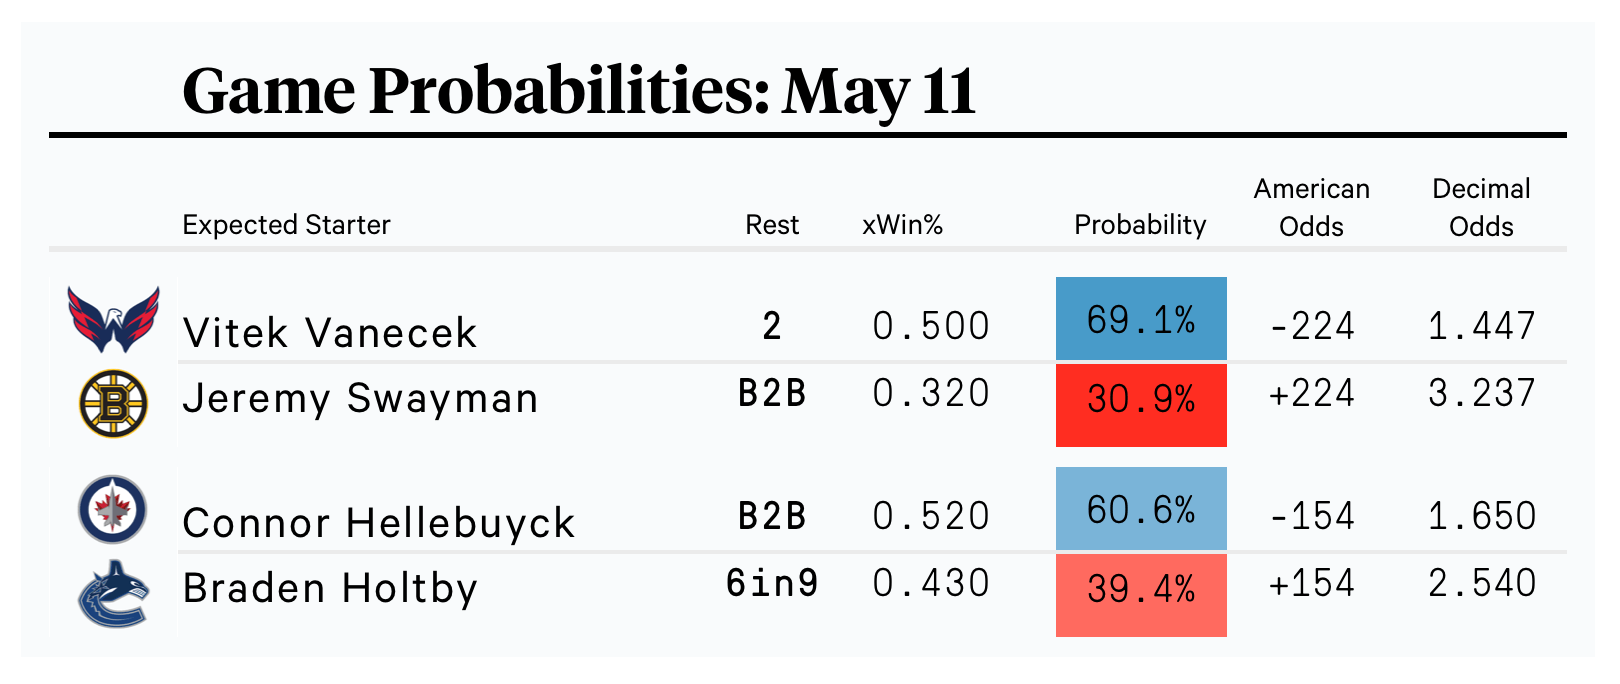 Game Probabilities: May 11
Expected Starter Rest xWin% Probability American Odds Decimal Odds
Vitek Vanecek 2 0.500 69.1% -224 1.447
B Jeremy Swayman B2B 0.320 30.9% +224 3.237
Connor Hellebuyck B2B 0.520 60.6% -154 1.650
Braden Holtby 6in9 0.430 39.4% +154 2.540